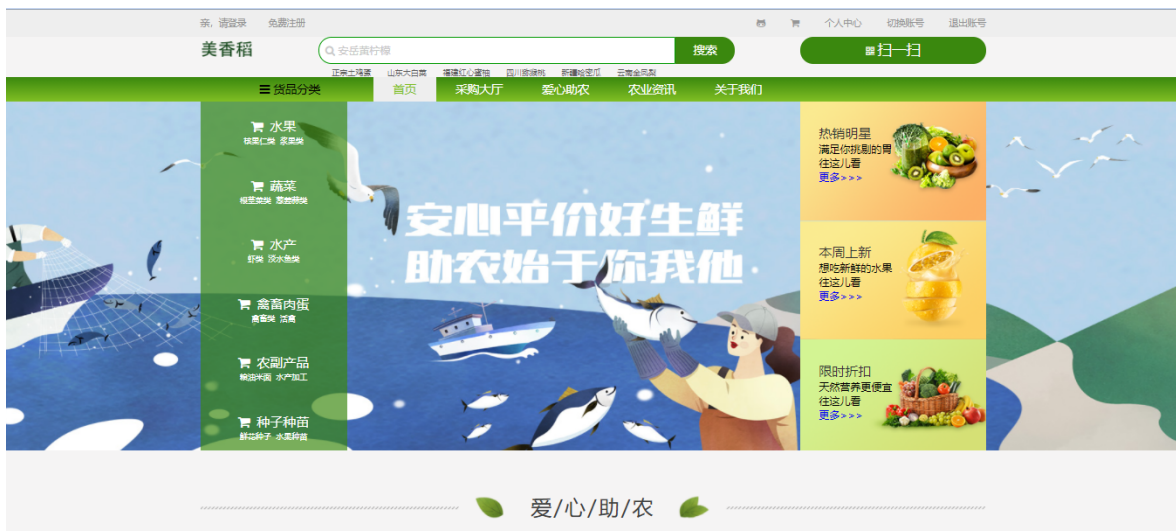 亲，请登录 免费注册 个人中心 切换账号 退出账号
美香稻 安岳黄柠檬 搜索 扫一扫
正宗土鸡蛋 山东大白菜 福建红心蜜柚 四川猕猴桃 新疆哈密瓜 云南金凤梨
货品分类 首页 采购大厅 爱心助农 农业资讯 关于我们
水果
核果仁类 浆果类
蔬菜
根茎菜类 葱姜蒜类
水产
虾类 淡水鱼类
禽畜肉蛋
禽畜类 活禽
农副产品
粮油米面 水产加工
种子种苗
鲜花种子 水果种苗
安心平价好生鲜
助农始于你我他
热销明星
满足你挑剔的胃
往这儿看
更多>>>
本周上新
想吃新鲜的水果
往这儿看
更多>>>
限时折扣
天然营养更便宜
往这儿看
更多>>>
爱/心/助/农